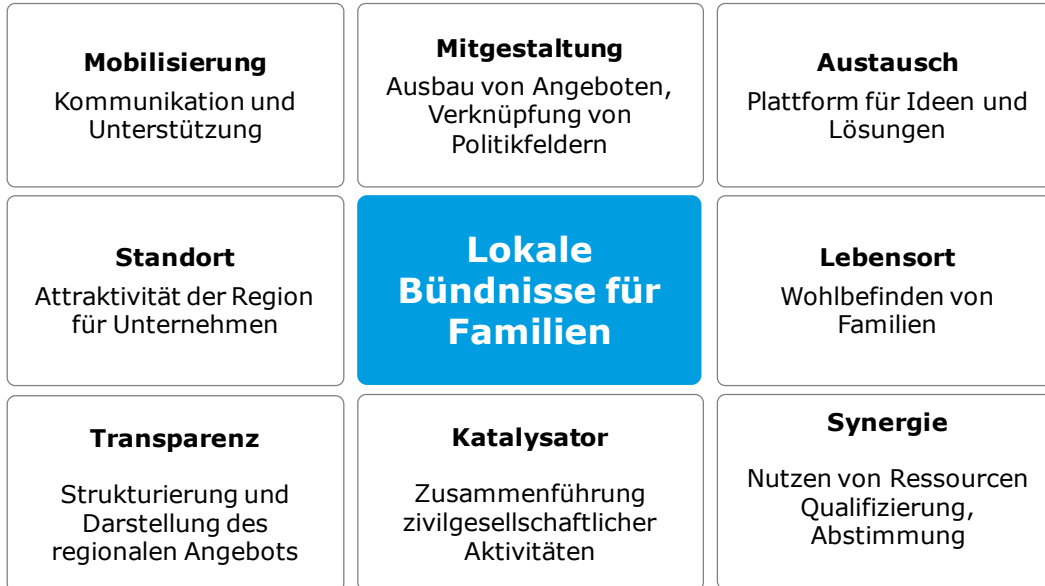 Mobilisierung
Kommunikation und
Unterstützung
Mitgestaltung
Ausbau von Angeboten,
Verknüpfung von
Politikfeldern
Austausch
Plattform für Ideen und
Lösungen
Standort
Attraktivität der Region
für Unternehmen
Lokale
Bündnisse für
Familien
Lebensort
Wohlbefinden von
Familien
Transparenz
Strukturierung und
Darstellung des
regionalen Angebots
Katalysator
Zusammenführung
zivilgesellschaftlicher
Aktivitäten
Synergie
Nutzen von Ressourcen
Qualifizierung,
Abstimmung